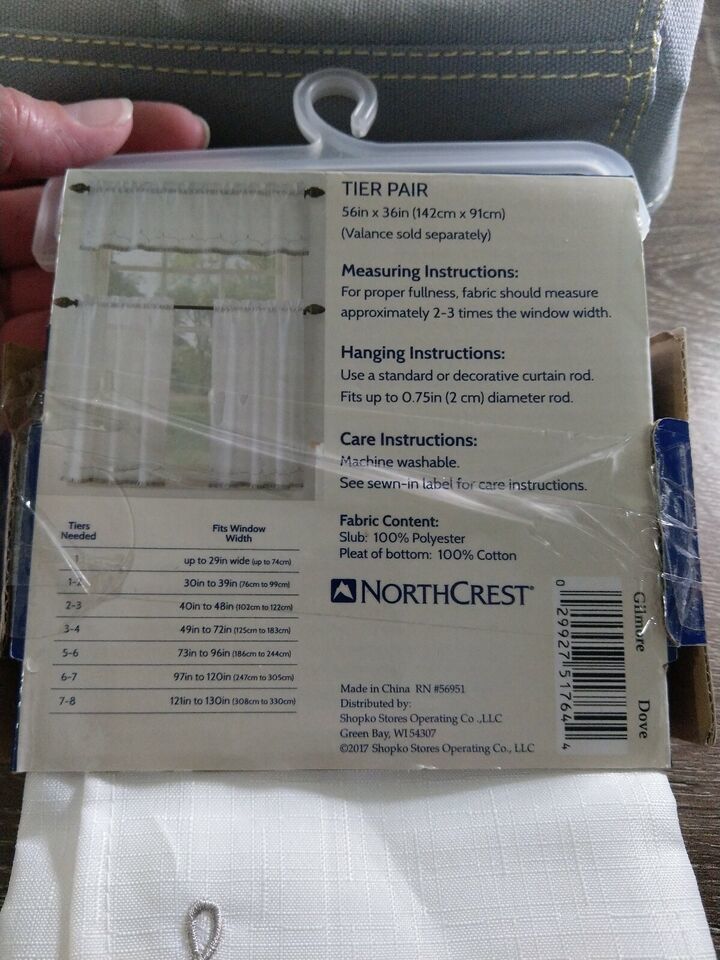 TIER PAIR
56in x 36in (142cm x 91cm)
(Valance sold separately)
Measuring Instructions:
For proper fullness, fabric should measure
approximately 2-3 times the window width.
Hanging Instructions:
Use a standard or decorative curtain rod.
Fits up to 0.75in (2 cm) diameter rod.
Care Instructions:
Machine washable.
See sewn-in label for care instructions.
Fabric Content:
Slub: 100% Polyester
Pleat of bottom: 100% Cotton
NORTHCREST®
Made in China RN #56951
Distributed by:
Shopko Stores Operating Co .,LLC
Green Bay, WI 54307
©2017 Shopko Stores Operating Co., LLC
Tiers Needed Fits Window Width
1 up to 29in wide (up to 74cm)
1-2 30in to 39in (76cm to 99cm)
2-3 40in to 48in (102cm to 122cm)
3-4 49in to 72in (125cm to 183cm)
5-6 73in to 96in (186cm to 244cm)
6-7 97in to 120in (247cm to 305cm)
7-8 121in to 130in (308cm to 330cm)
0 29927 51764 4
Gilmore Dove